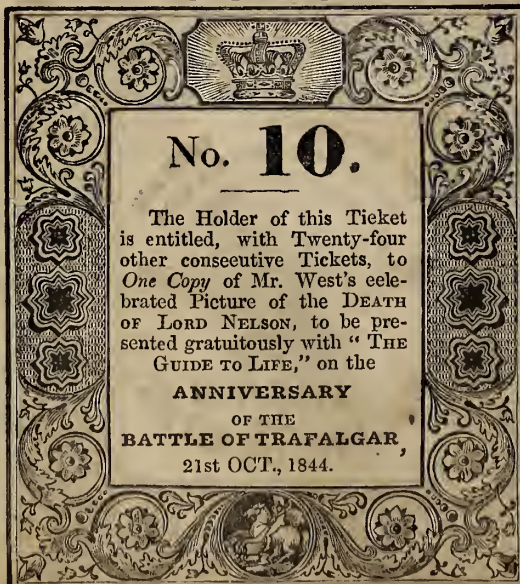 No. 10.
The Holder of this Ticket
is entitled, with Twenty-four
other consecutive Tickets, to
One Copy of Mr. West's cele-
brated Picture of the DEATH
OF LORD NELSON, to be pre-
sented gratuitously with “ THE
GUIDE TO LIFE,” on the
ANNIVERSARY
OF THE
BATTLE OF TRAFALGAR,
21st OCT., 1844.